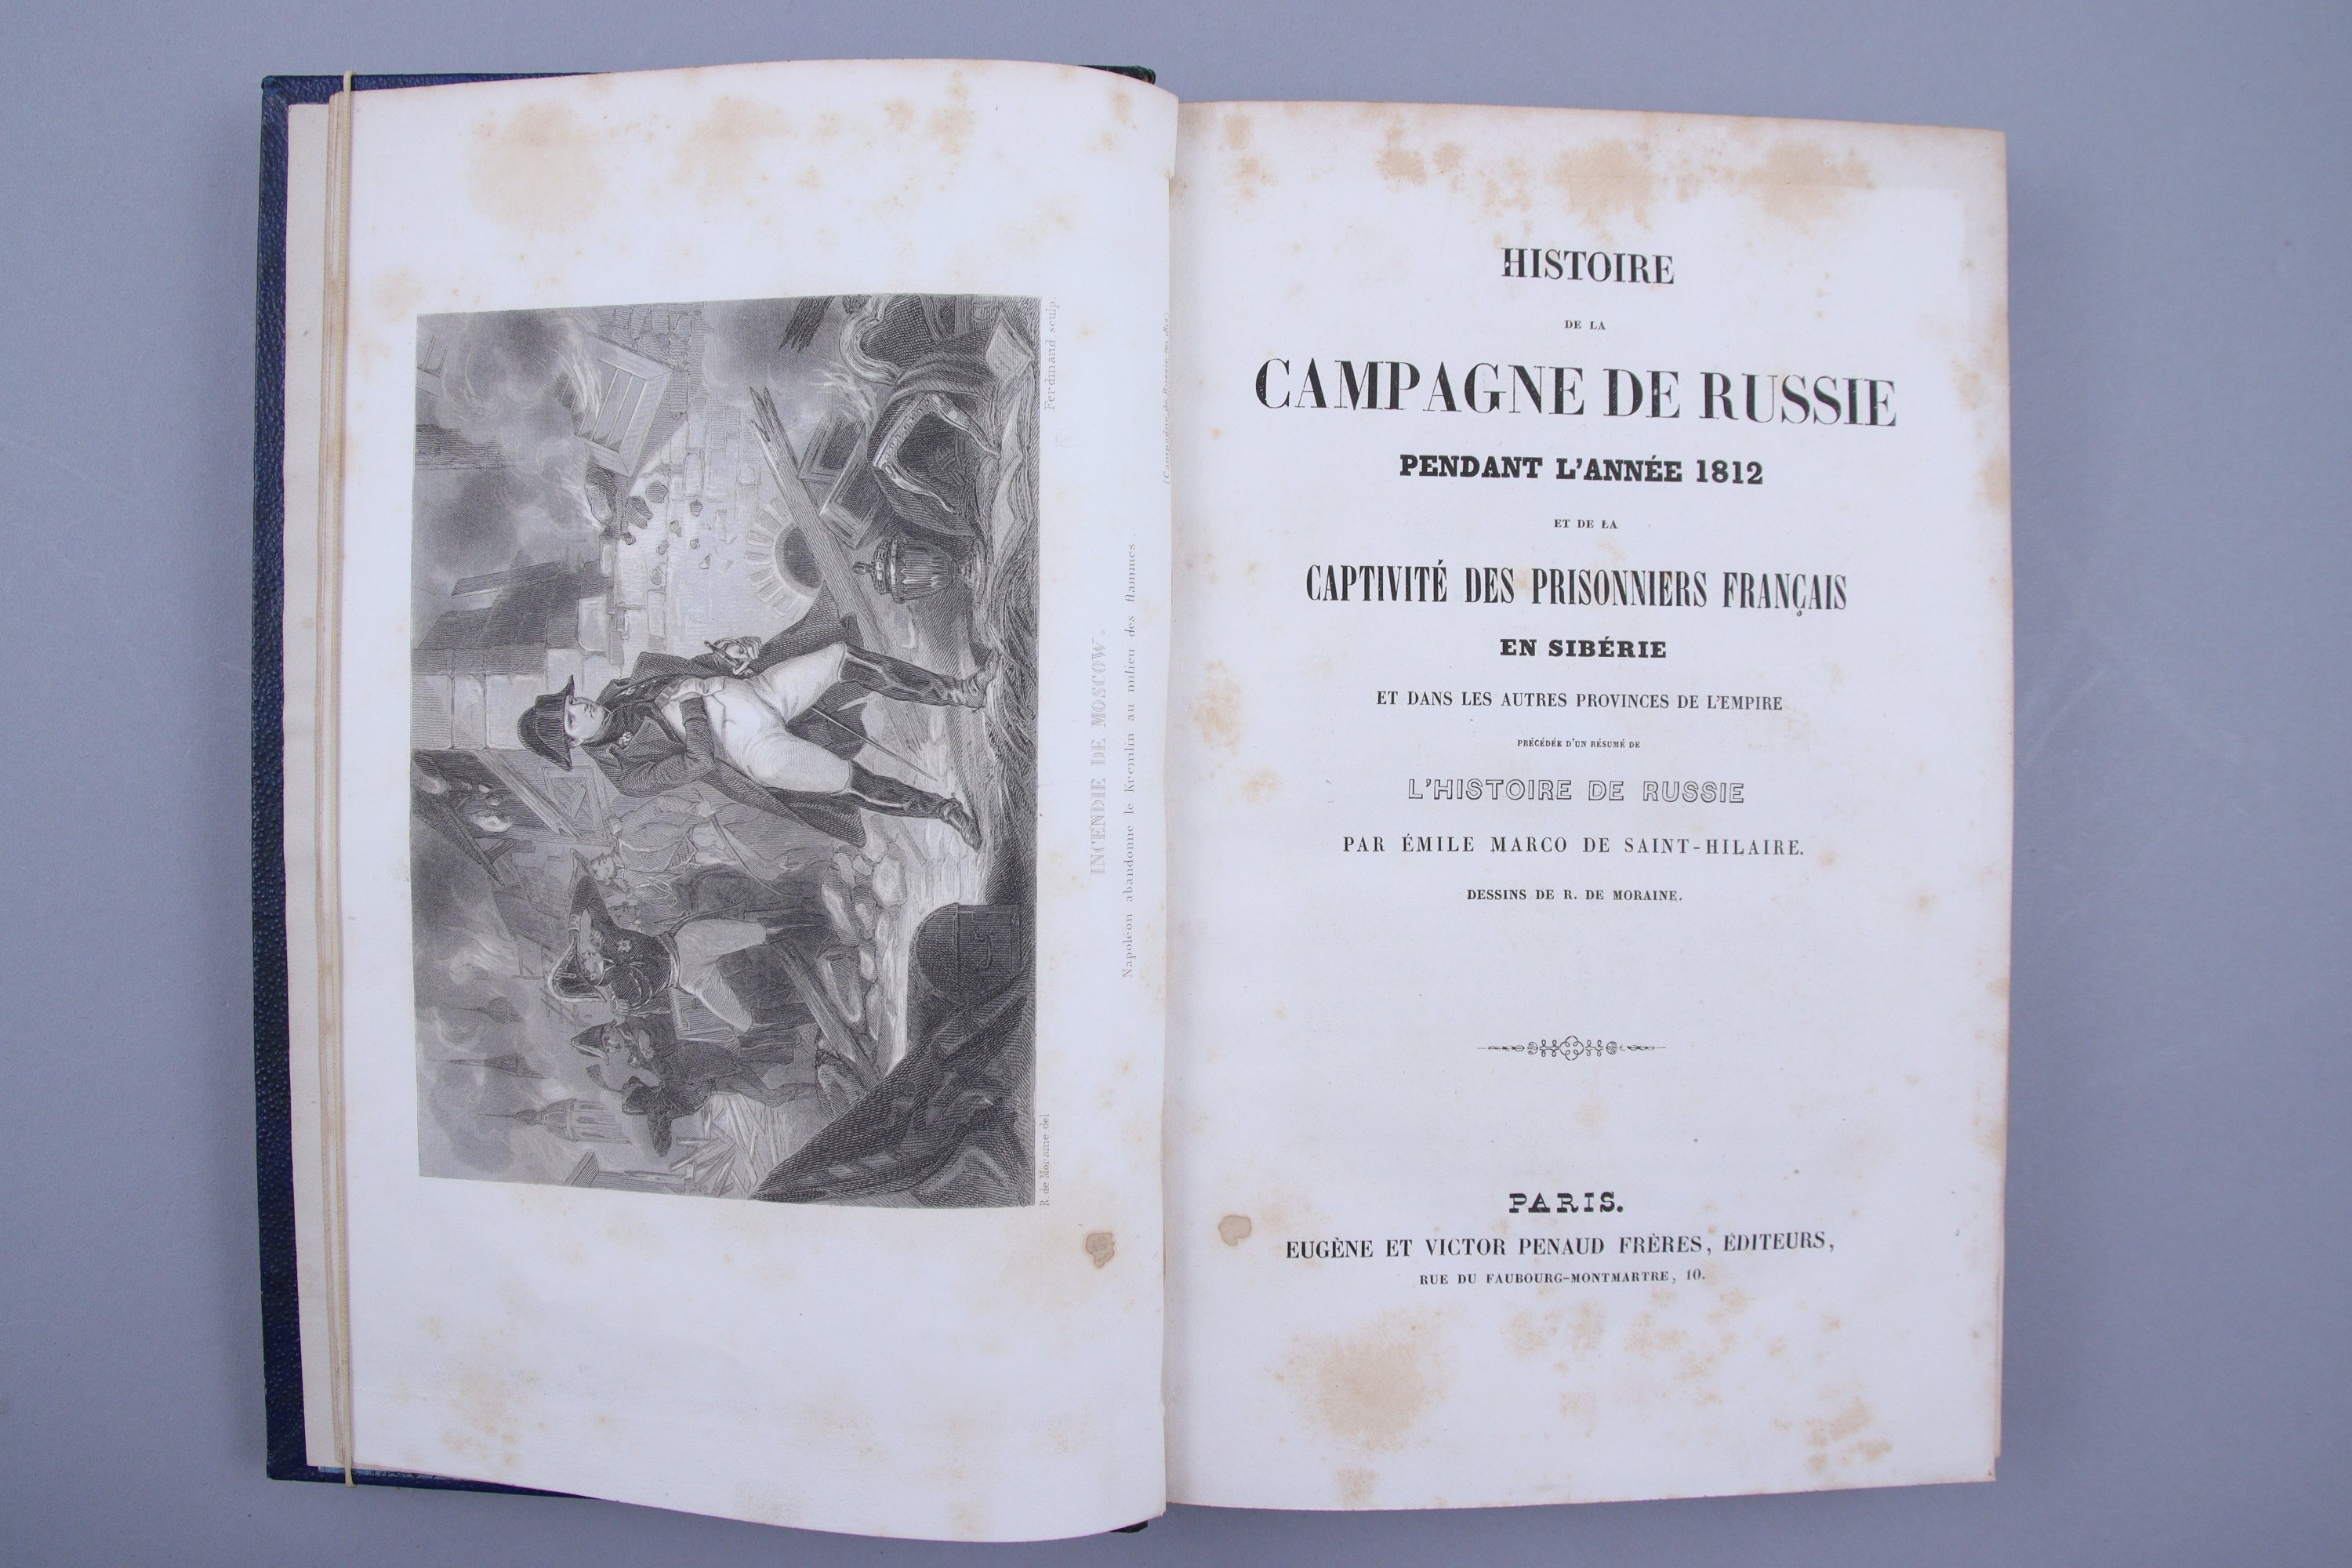 R. de Moraine del
Ferdinand sculp
INCENDIE DE MOSCOW.
Napoléon abandonne le Kremlin au milieu des flammes.
HISTOIRE
DE LA
CAMPAGNE DE RUSSIE
PENDANT L'ANNÉE 1812
ET DE LA
CAPTIVITÉ DES PRISONNIERS FRANÇAIS
EN SIBÉRIE
ET DANS LES AUTRES PROVINCES DE L'EMPIRE
PRÉCÉDÉE D'UN RÉSUMÉ DE
L'HISTOIRE DE RUSSIE
PAR ÉMILE MARCO DE SAINT-HILAIRE.
DESSINS DE R. DE MORAINE.
PARIS.
EUGÈNE ET VICTOR PENAUD FRÈRES, ÉDITEURS,
RUE DU FAUBOURG-MONTMARTRE, 10.